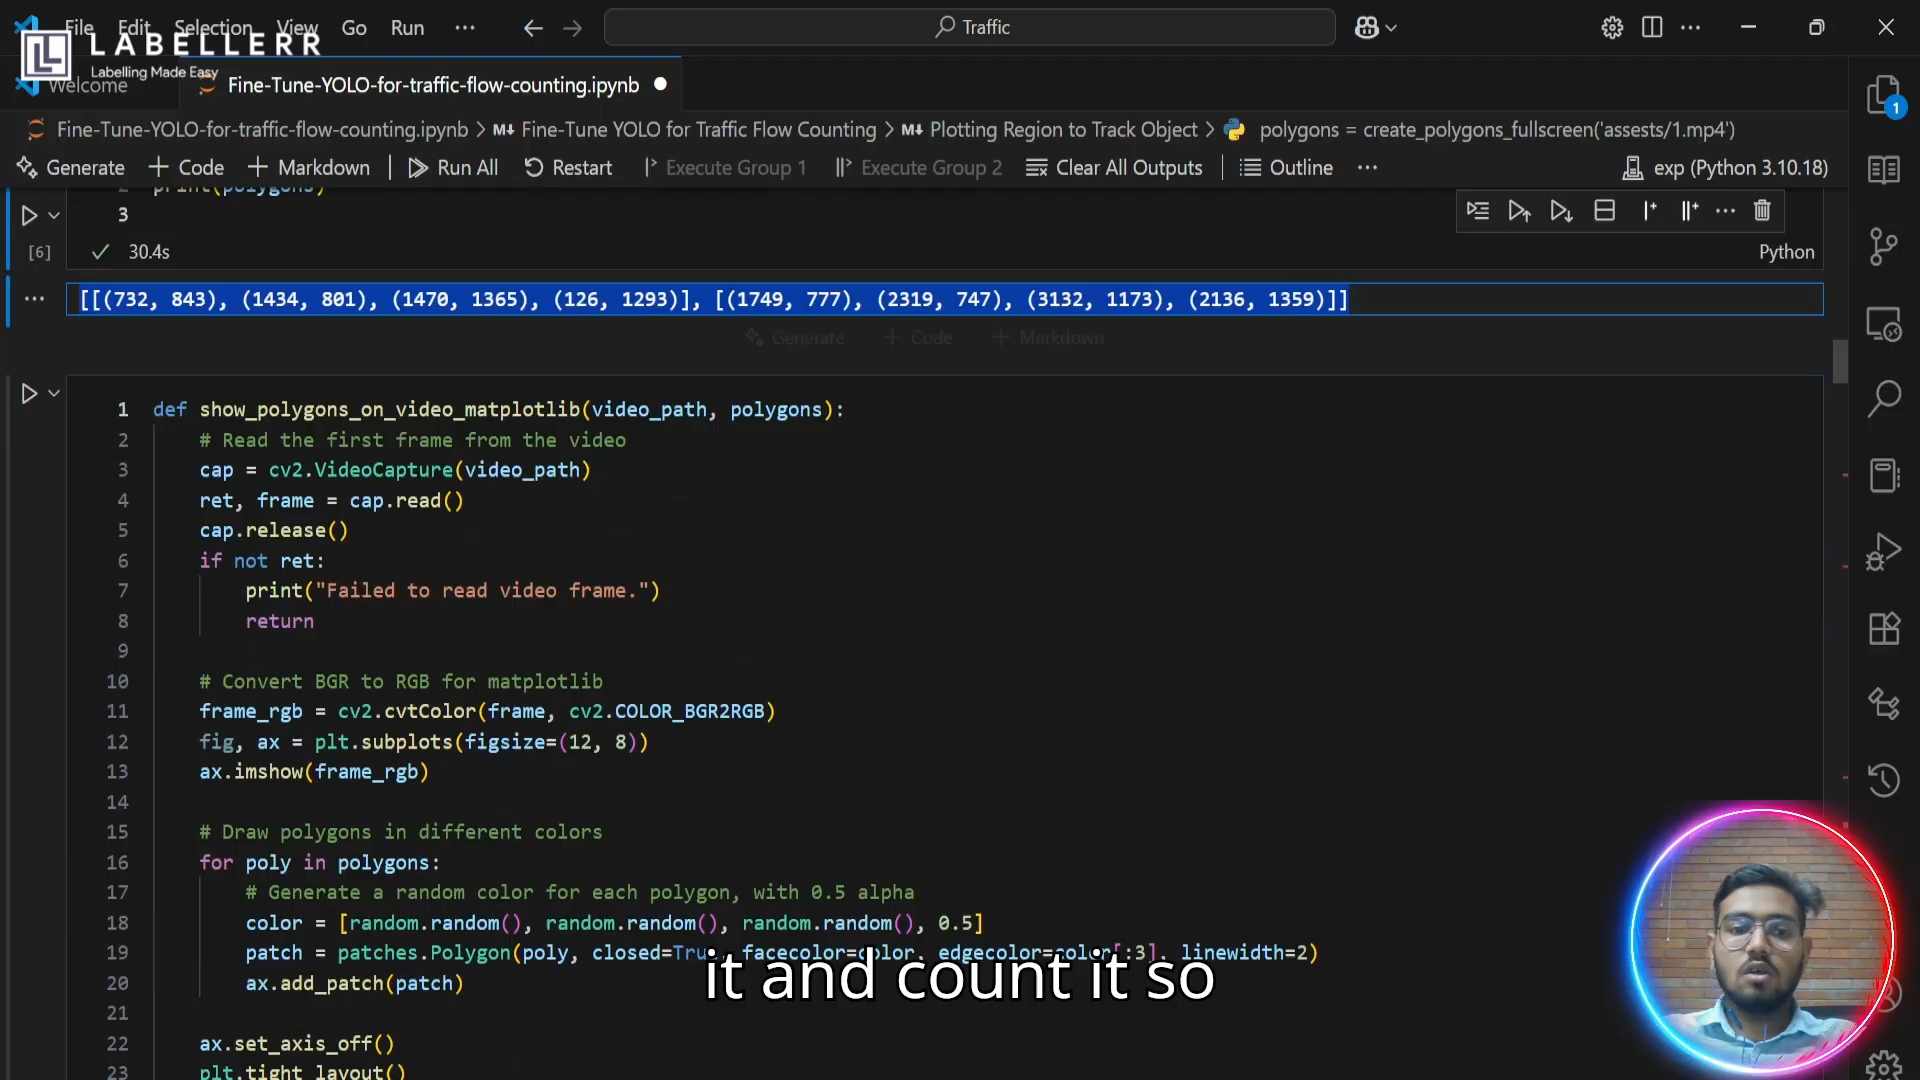 File Edit Selection View Go Run ··· Traffic
LABELLERR
Labelling Made Easy
Welcome Fine-Tune-YOLO-for-traffic-flow-counting.ipynb
Fine-Tune-YOLO-for-traffic-flow-counting.ipynb > M↓ Fine-Tune YOLO for Traffic Flow Counting > M↓ Plotting Region to Track Object > polygons = create_polygons_fullscreen('assests/1.mp4')
Generate + Code + Markdown Run All Restart Execute Group 1 Execute Group 2 Clear All Outputs Outline ··· exp (Python 3.10.18)
1
2 print(polygons)
3
[6] 30.4s Python
[[(732, 843), (1434, 801), (1470, 1365), (126, 1293)], [(1749, 777), (2319, 747), (3132, 1173), (2136, 1359)]]
Generate + Code + Markdown
1 def show_polygons_on_video_matplotlib(video_path, polygons):
2 # Read the first frame from the video
3 cap = cv2.VideoCapture(video_path)
4 ret, frame = cap.read()
5 cap.release()
6 if not ret:
7 print("Failed to read video frame.")
8 return
9
10 # Convert BGR to RGB for matplotlib
11 frame_rgb = cv2.cvtColor(frame, cv2.COLOR_BGR2RGB)
12 fig, ax = plt.subplots(figsize=(12, 8))
13 ax.imshow(frame_rgb)
14
15 # Draw polygons in different colors
16 for poly in polygons:
17 # Generate a random color for each polygon, with 0.5 alpha
18 color = [random.random(), random.random(), random.random(), 0.5]
19 patch = patches.Polygon(poly, closed=True, facecolor=color, edgecolor=color[:3], linewidth=2)
it and count it so
20 ax.add_patch(patch)
21
22 ax.set_axis_off()
23 plt.tight_layout()